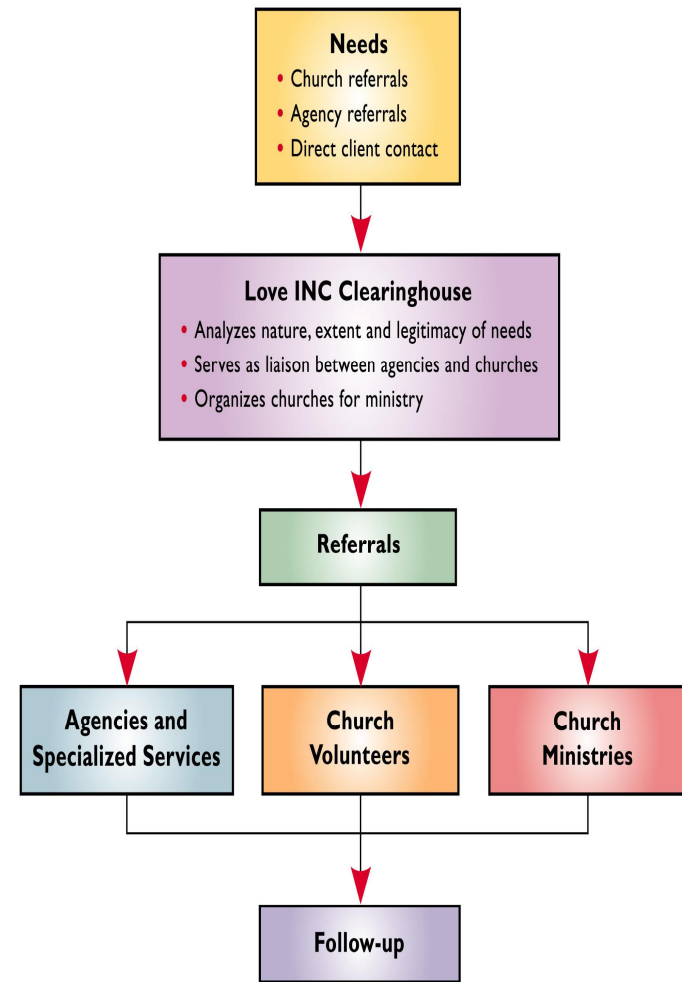 Needs
• Church referrals
• Agency referrals
• Direct client contact
Love INC Clearinghouse
• Analyzes nature, extent and legitimacy of needs
• Serves as liaison between agencies and churches
• Organizes churches for ministry
Referrals
Agencies and
Specialized Services
Church
Volunteers
Church
Ministries
Follow-up